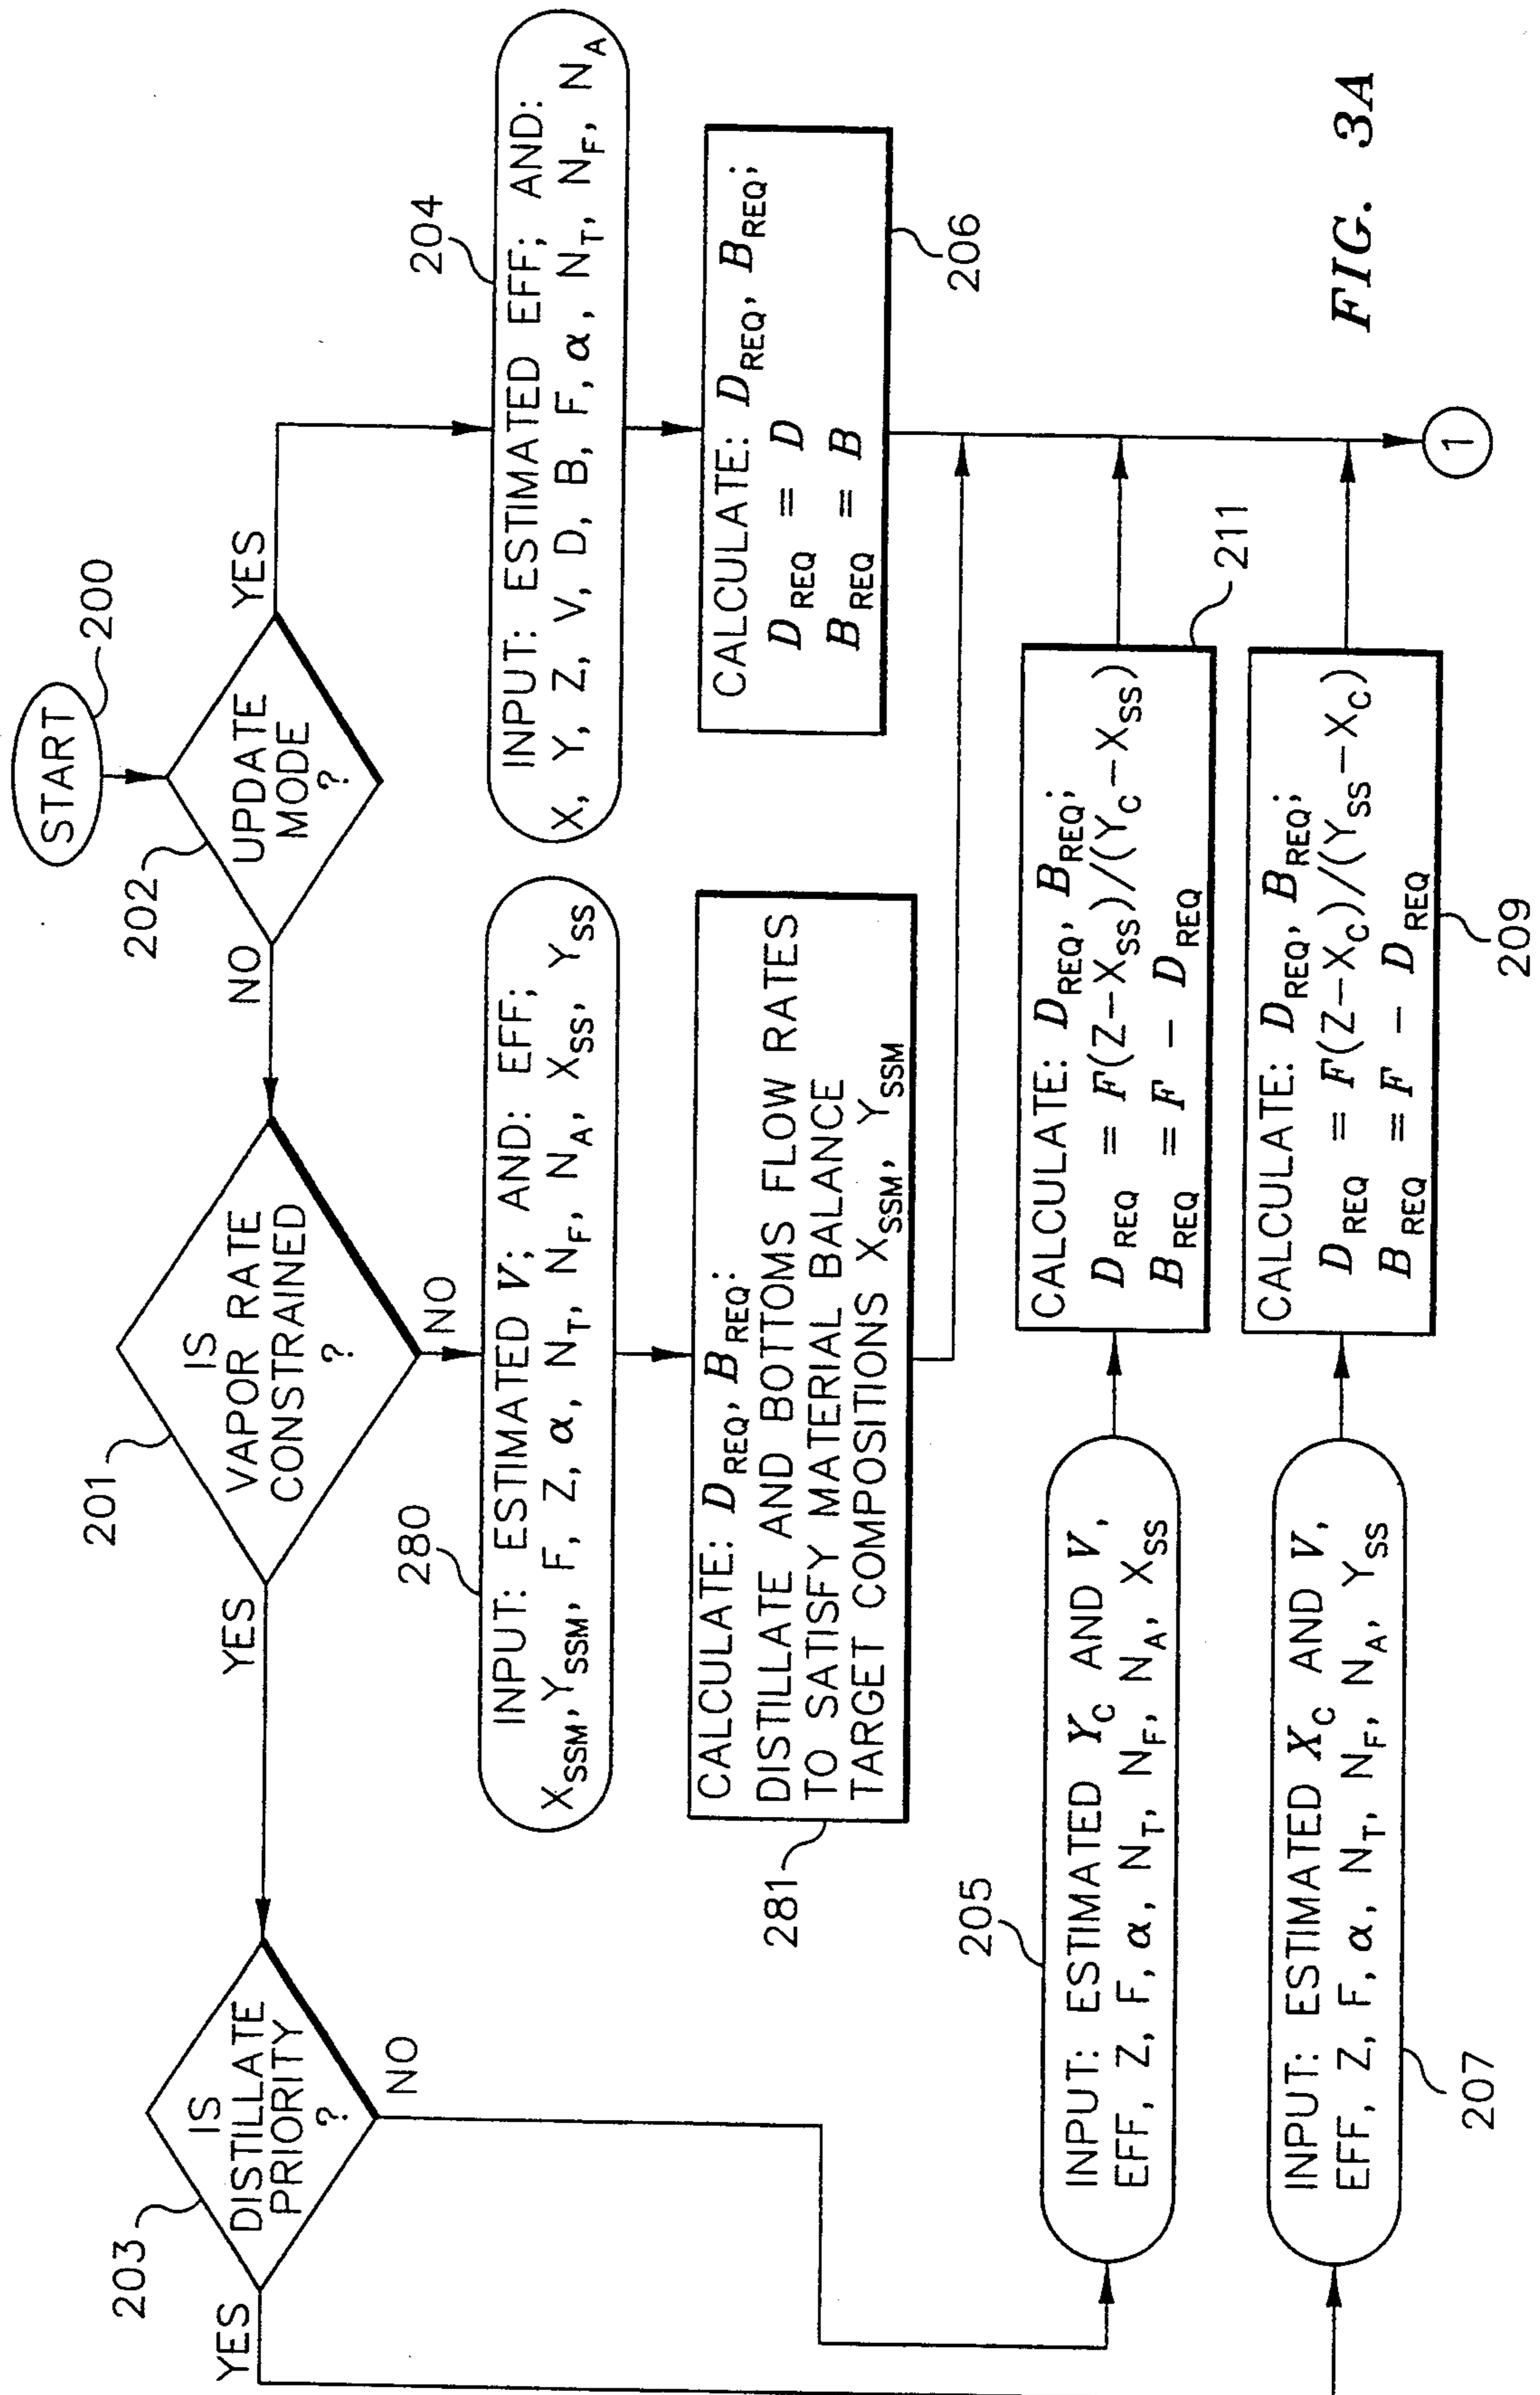 START
200
202
UPDATE
MODE
?
YES
NO
204
INPUT: ESTIMATED EFF; AND:
X, Y, Z, V, D, B, F, α, N_T, N_F, N_A
CALCULATE: D_REQ, B_REQ;
D_REQ = D
B_REQ = B
206
201
IS
VAPOR RATE
CONSTRAINED
?
YES
NO
280
INPUT: ESTIMATED V; AND: EFF;
X_SSM, Y_SSM, F, Z, α, N_T, N_F, N_A, X_SS, Y_SS
CALCULATE: D_REQ, B_REQ:
DISTILLATE AND BOTTOMS FLOW RATES
TO SATISFY MATERIAL BALANCE
TARGET COMPOSITIONS X_SSM, Y_SSM
281
203
IS
DISTILLATE
PRIORITY
?
YES
NO
205
INPUT: ESTIMATED Y_C AND V,
EFF, Z, F, α, N_T, N_F, N_A, X_SS
CALCULATE: D_REQ, B_REQ;
D_REQ = F(Z-X_SS)/(Y_C-X_SS)
B_REQ = F - D_REQ
211
INPUT: ESTIMATED X_C AND V,
EFF, Z, F, α, N_T, N_F, N_A, Y_SS
207
CALCULATE: D_REQ, B_REQ;
D_REQ = F(Z-X_C)/(Y_SS-X_C)
B_REQ = F - D_REQ
209
1
FIG. 3A